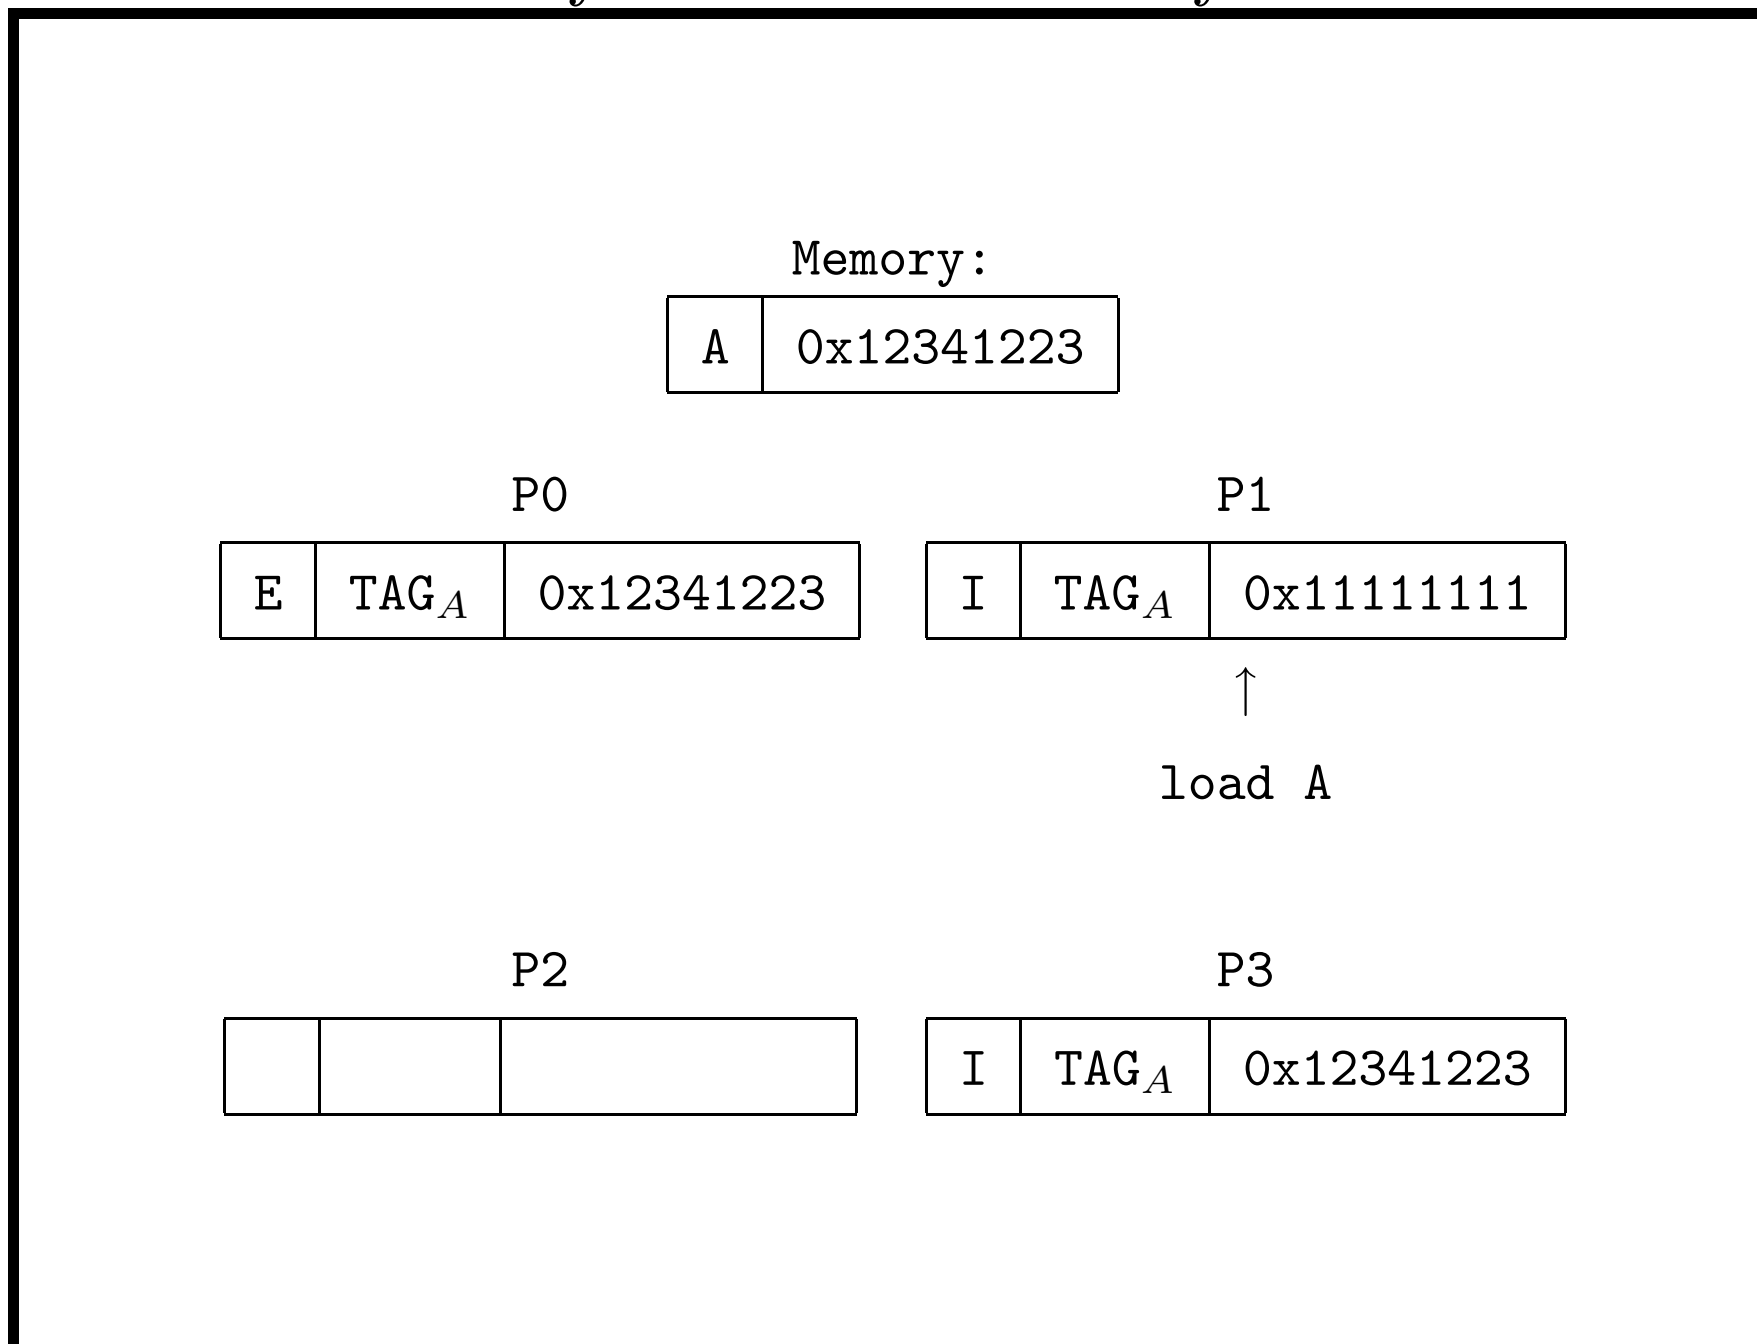 Memory:
A 0x12341223
P0 P1
E TAG_A 0x12341223 I TAG_A 0x11111111
↑
load A
P2 P3
I TAG_A 0x12341223